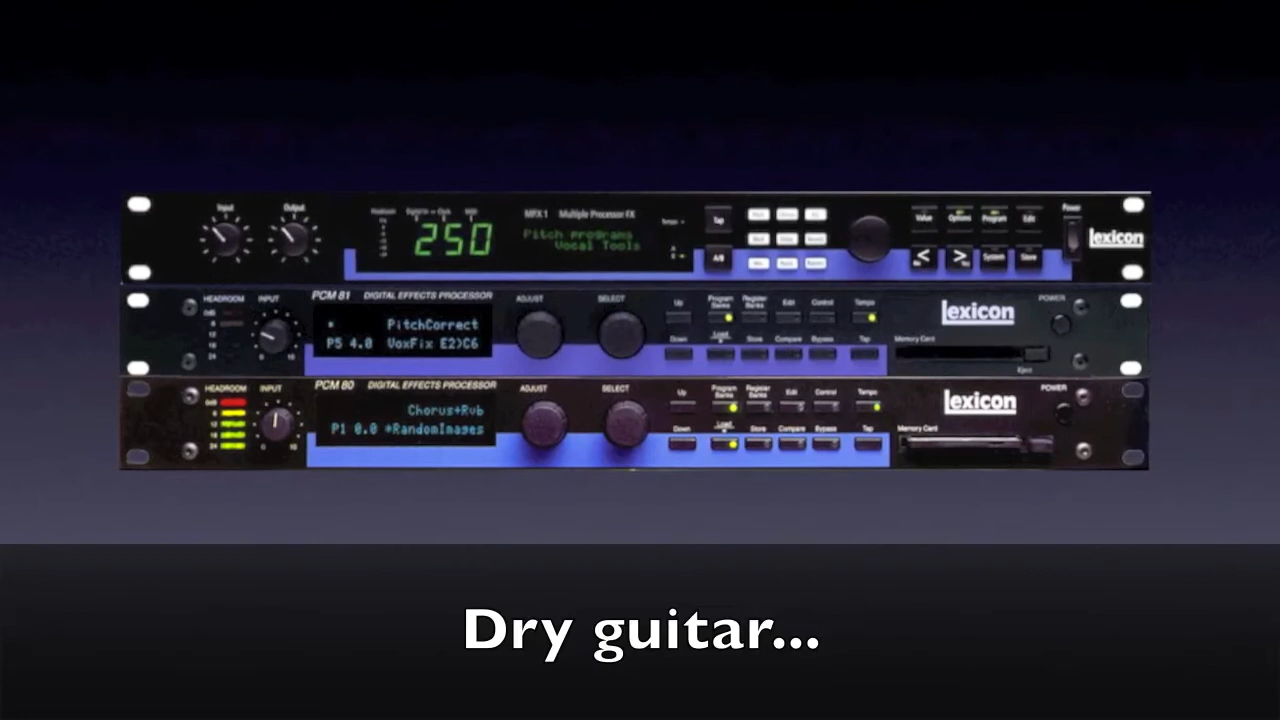 Input
Output
MPX 1 Multiple Processor FX
250
Pitch programs
Vocal Tools
Tempo
Tap
A/B
Value
Options
Program
Edit
<
>
System
Store
Power
lexicon
HEADROOM
INPUT
PCM 81 DIGITAL EFFECTS PROCESSOR
PitchCorrect
P5 4.0 VoxFix E2>C6
ADJUST
SELECT
Up
Program Banks
Register Banks
Edit
Control
Tempo
Down
Load
Store
Compare
Bypass
Tap
lexicon
POWER
Memory Card
Eject
HEADROOM
INPUT
PCM 80 DIGITAL EFFECTS PROCESSOR
Chorus+Rvb
P1 0.0 *RandomImages
ADJUST
SELECT
Up
Program Banks
Register Banks
Edit
Control
Tempo
Down
Load
Store
Compare
Bypass
Tap
lexicon
POWER
Memory Card
Dry guitar...